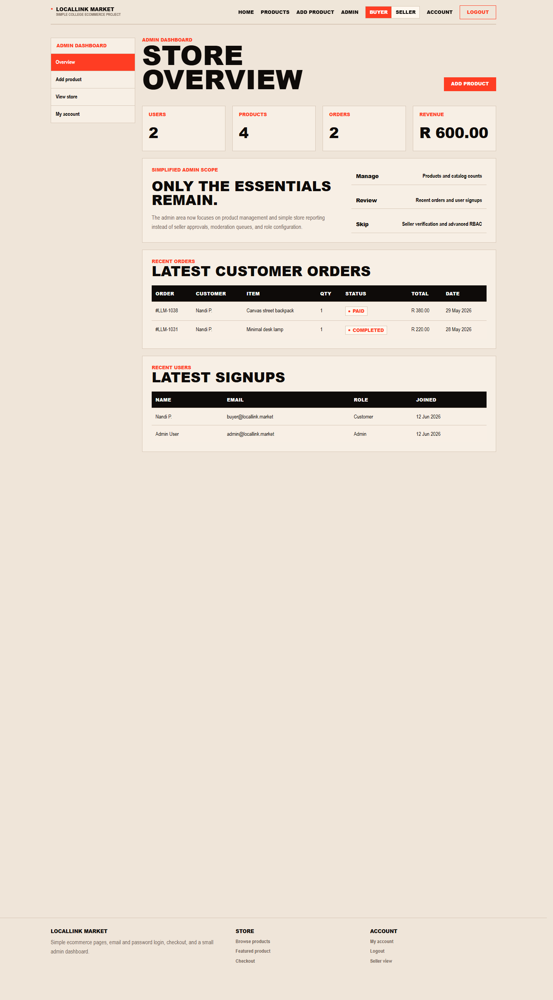 LOCALLINK MARKET
SIMPLE COLLEGE ECOMMERCE PROJECT
HOME PRODUCTS ADD PRODUCT ADMIN BUYER SELLER ACCOUNT LOGOUT
ADMIN DASHBOARD
Overview
Add product
View store
My account
ADMIN DASHBOARD
STORE
OVERVIEW
ADD PRODUCT
USERS
2
PRODUCTS
4
ORDERS
2
REVENUE
R 600.00
SIMPLIFIED ADMIN SCOPE
ONLY THE ESSENTIALS
REMAIN.
The admin area now focuses on product management and simple store reporting
instead of seller approvals, moderation queues, and role configuration.
Manage Products and catalog counts
Review Recent orders and user signups
Skip Seller verification and advanced RBAC
RECENT ORDERS
LATEST CUSTOMER ORDERS
ORDER CUSTOMER ITEM QTY STATUS TOTAL DATE
#LLM-1038 Nandi P. Canvas street backpack 1 PAID R 380.00 29 May 2026
#LLM-1031 Nandi P. Minimal desk lamp 1 COMPLETED R 220.00 28 May 2026
RECENT USERS
LATEST SIGNUPS
NAME EMAIL ROLE JOINED
Nandi P. buyer@locallink.market Customer 12 Jun 2026
Admin User admin@locallink.market Admin 12 Jun 2026
LOCALLINK MARKET
Simple ecommerce pages, email and password login, checkout, and a small
admin dashboard.
STORE
Browse products
Featured product
Checkout
ACCOUNT
My account
Logout
Seller view